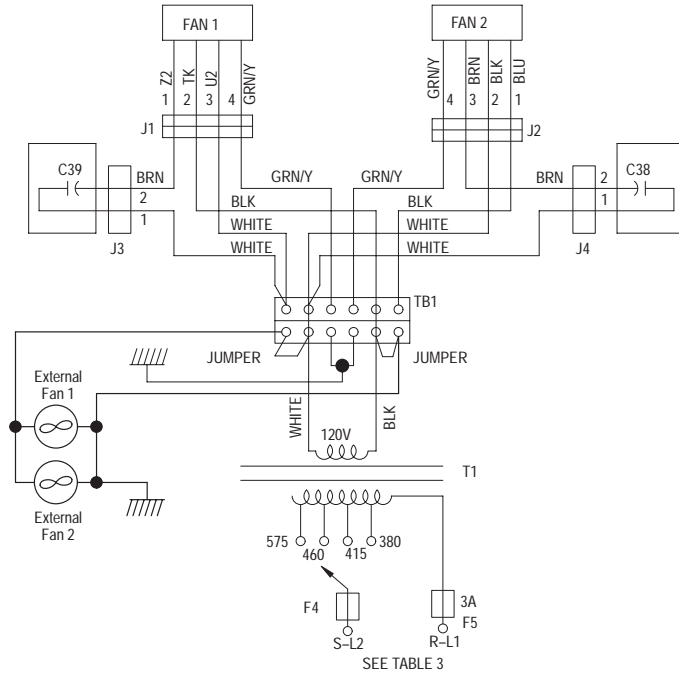 FAN 1
FAN 2
Z2
TK
U2
GRN/Y
GRN/Y
BRN
BLK
BLU
1
2
3
4
4
3
2
1
J1
J2
C39
BRN
GRN/Y
GRN/Y
BRN
2
C38
2
BLK
BLK
1
1
WHITE
WHITE
J3
WHITE
WHITE
J4
TB1
JUMPER
JUMPER
External
Fan 1
WHITE
BLK
120V
T1
External
Fan 2
575
460
415
380
F4
3A
F5
S–L2
R–L1
SEE TABLE 3